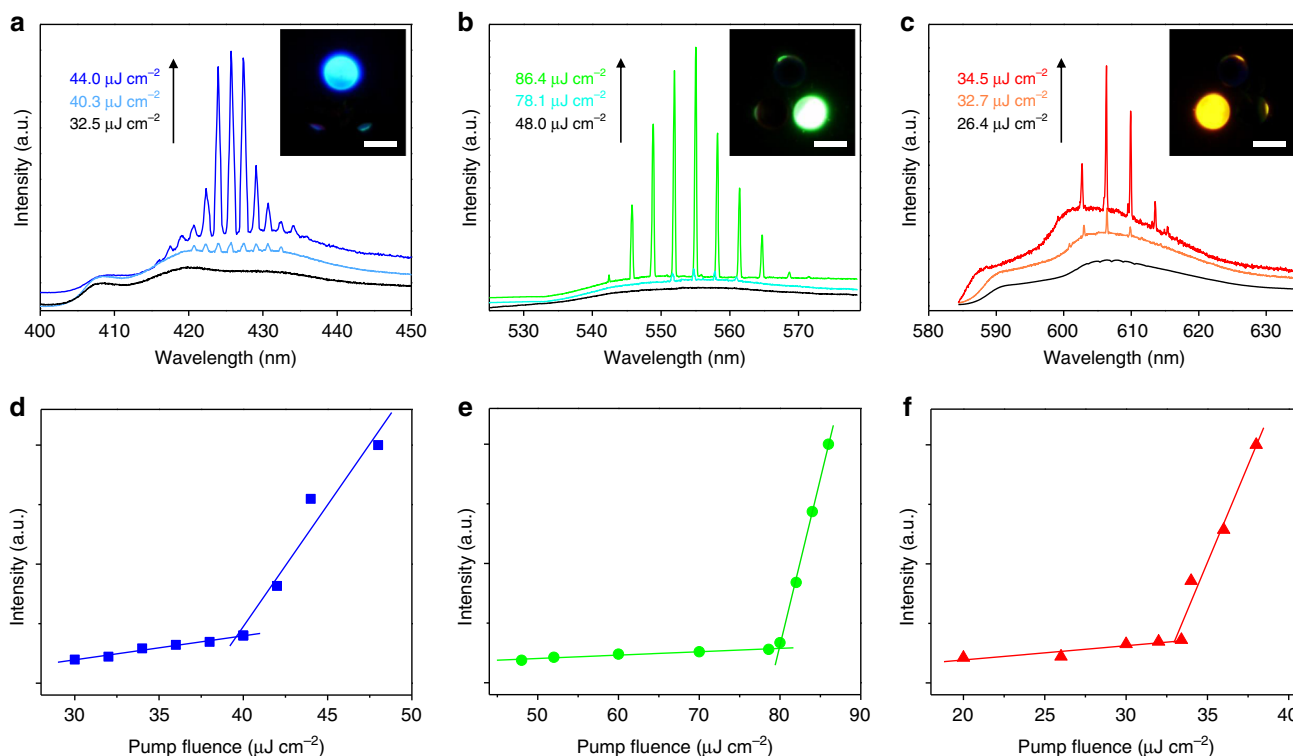 a
44.0 μJ cm⁻²
40.3 μJ cm⁻²
32.5 μJ cm⁻²
Intensity (a.u.)
400 410 420 430 440 450
Wavelength (nm)
b
86.4 μJ cm⁻²
78.1 μJ cm⁻²
48.0 μJ cm⁻²
Intensity (a.u.)
530 540 550 560 570
Wavelength (nm)
c
34.5 μJ cm⁻²
32.7 μJ cm⁻²
26.4 μJ cm⁻²
Intensity (a.u.)
580 590 600 610 620 630
Wavelength (nm)
d
Intensity (a.u.)
30 35 40 45 50
Pump fluence (μJ cm⁻²)
e
Intensity (a.u.)
50 60 70 80 90
Pump fluence (μJ cm⁻²)
f
Intensity (a.u.)
20 25 30 35 40
Pump fluence (μJ cm⁻²)